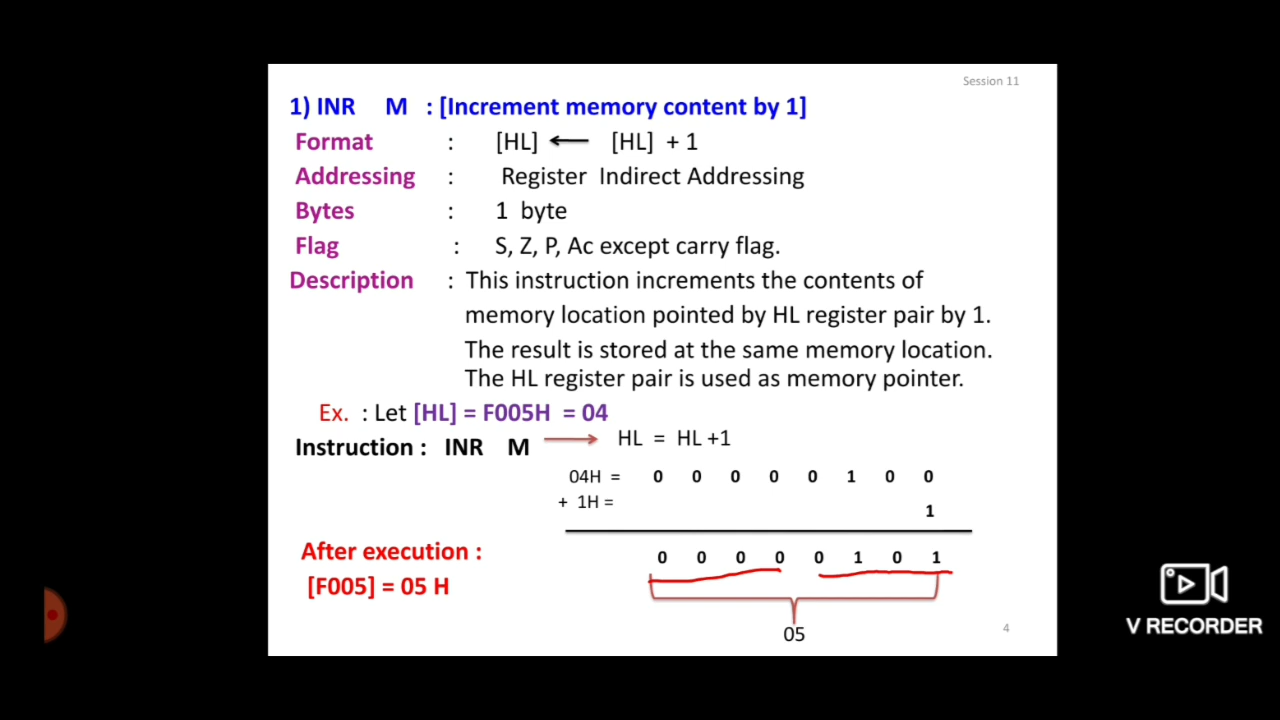 Session 11
1) INR M : [Increment memory content by 1]
Format : [HL] ← [HL] + 1
Addressing : Register Indirect Addressing
Bytes : 1 byte
Flag : S, Z, P, Ac except carry flag.
Description : This instruction increments the contents of
memory location pointed by HL register pair by 1.
The result is stored at the same memory location.
The HL register pair is used as memory pointer.
Ex. : Let [HL] = F005H = 04
Instruction : INR M → HL = HL +1
04H = 0 0 0 0 0 1 0 0
+ 1H = 1
After execution : 0 0 0 0 0 1 0 1
[F005] = 05 H
05
4
V RECORDER